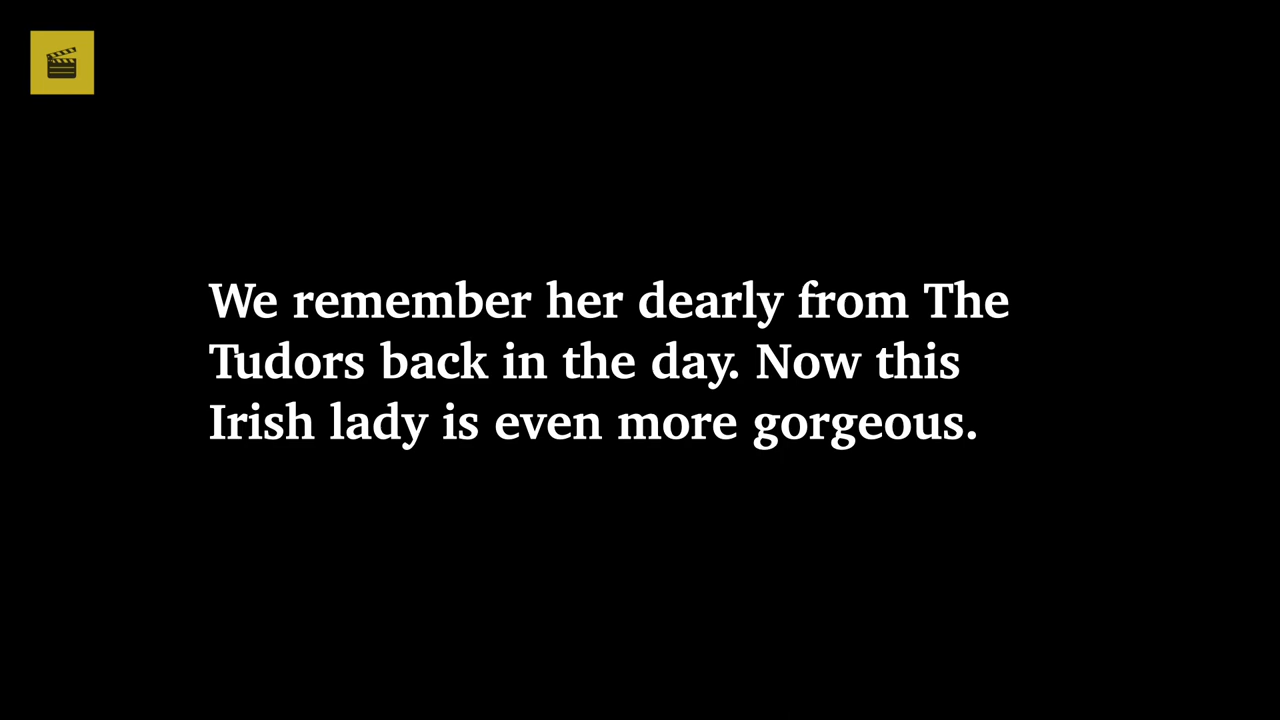 We remember her dearly from The
Tudors back in the day. Now this
Irish lady is even more gorgeous.